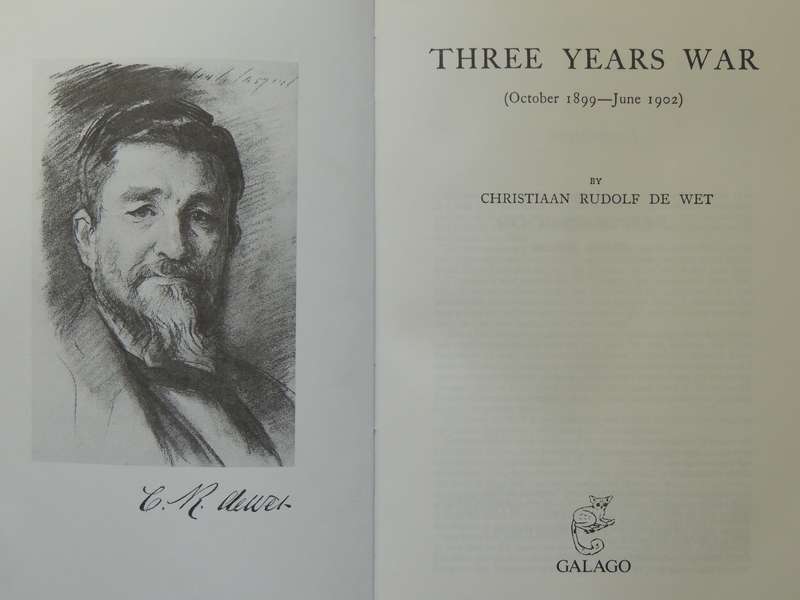 C. R. de Wet
THREE YEARS WAR
(October 1899—June 1902)
BY
CHRISTIAAN RUDOLF DE WET
GALAGO